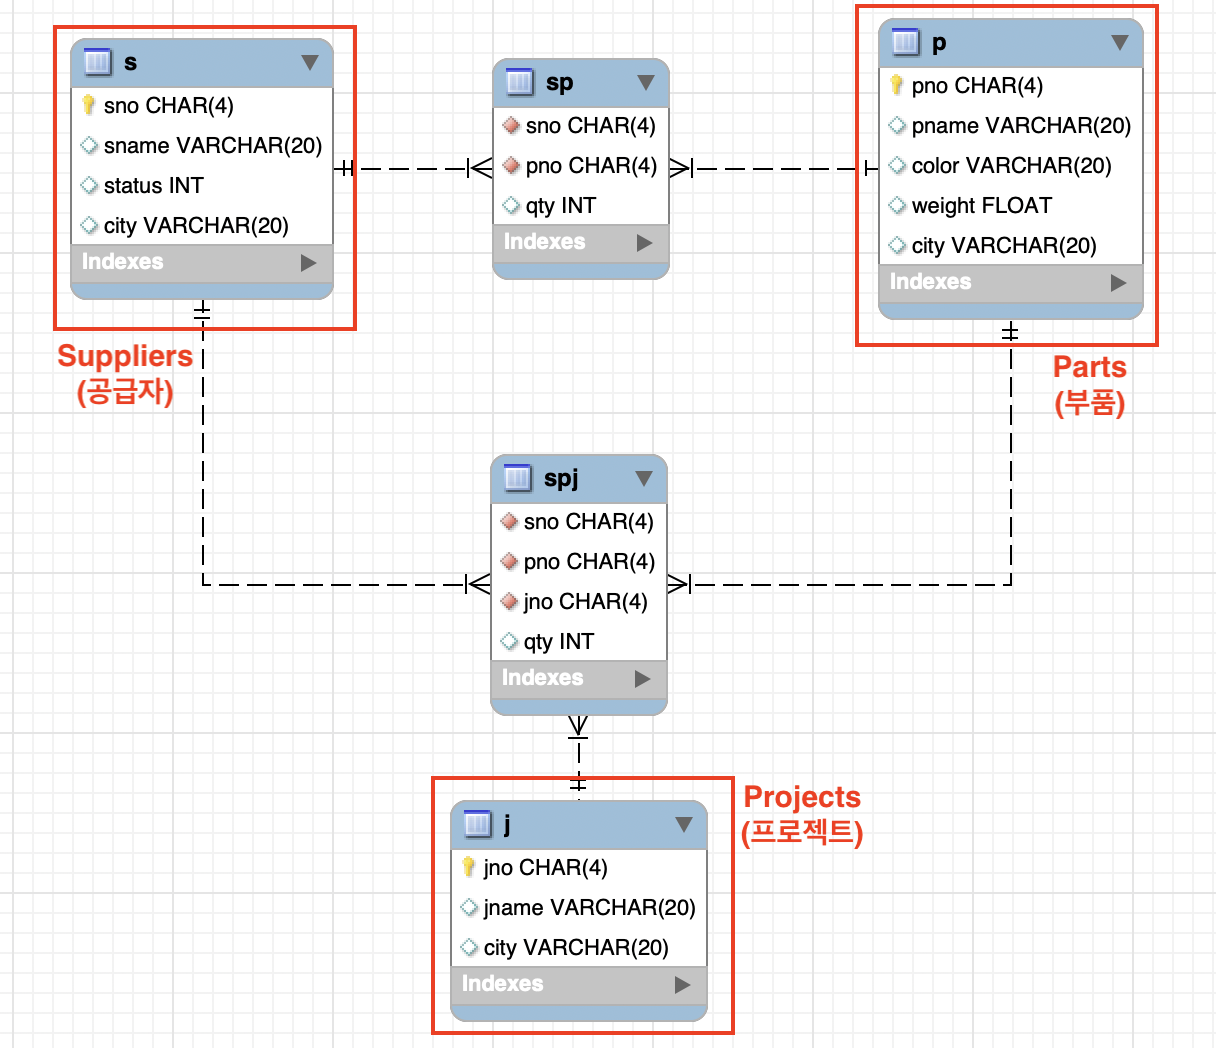 s
sno CHAR(4)
sname VARCHAR(20)
status INT
city VARCHAR(20)
Indexes
Suppliers
(공급자)
sp
sno CHAR(4)
pno CHAR(4)
qty INT
Indexes
p
pno CHAR(4)
pname VARCHAR(20)
color VARCHAR(20)
weight FLOAT
city VARCHAR(20)
Indexes
Parts
(부품)
spj
sno CHAR(4)
pno CHAR(4)
jno CHAR(4)
qty INT
Indexes
j
jno CHAR(4)
jname VARCHAR(20)
city VARCHAR(20)
Indexes
Projects
(프로젝트)